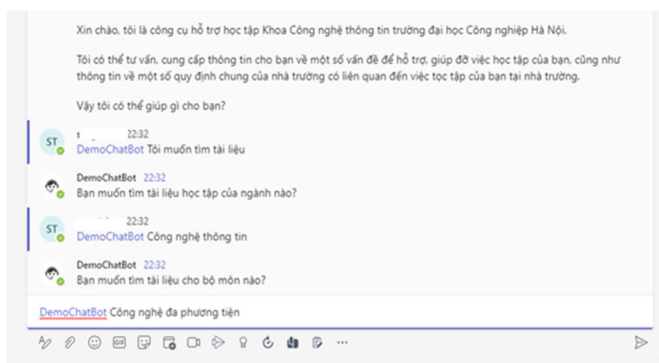 Xin chào, tôi là công cụ hỗ trợ học tập Khoa Công nghệ thông tin trường đại học Công nghiệp Hà Nội.
Tôi có thể tư vấn, cung cấp thông tin cho bạn về một số vấn đề để hỗ trợ, giúp đỡ việc học tập của bạn, cũng như
thông tin về một số quy định chung của nhà trường có liên quan đến việc tọc tập của bạn tại nhà trường.
Vậy tôi có thể giúp gì cho bạn?
ST 22:32
DemoChatBot Tôi muốn tìm tài liệu
DemoChatBot 22:32
Bạn muốn tìm tài liệu học tập của ngành nào?
ST 22:32
DemoChatBot Công nghệ thông tin
DemoChatBot 22:32
Bạn muốn tìm tài liệu cho bộ môn nào?
DemoChatBot Công nghệ đa phương tiện
GIF